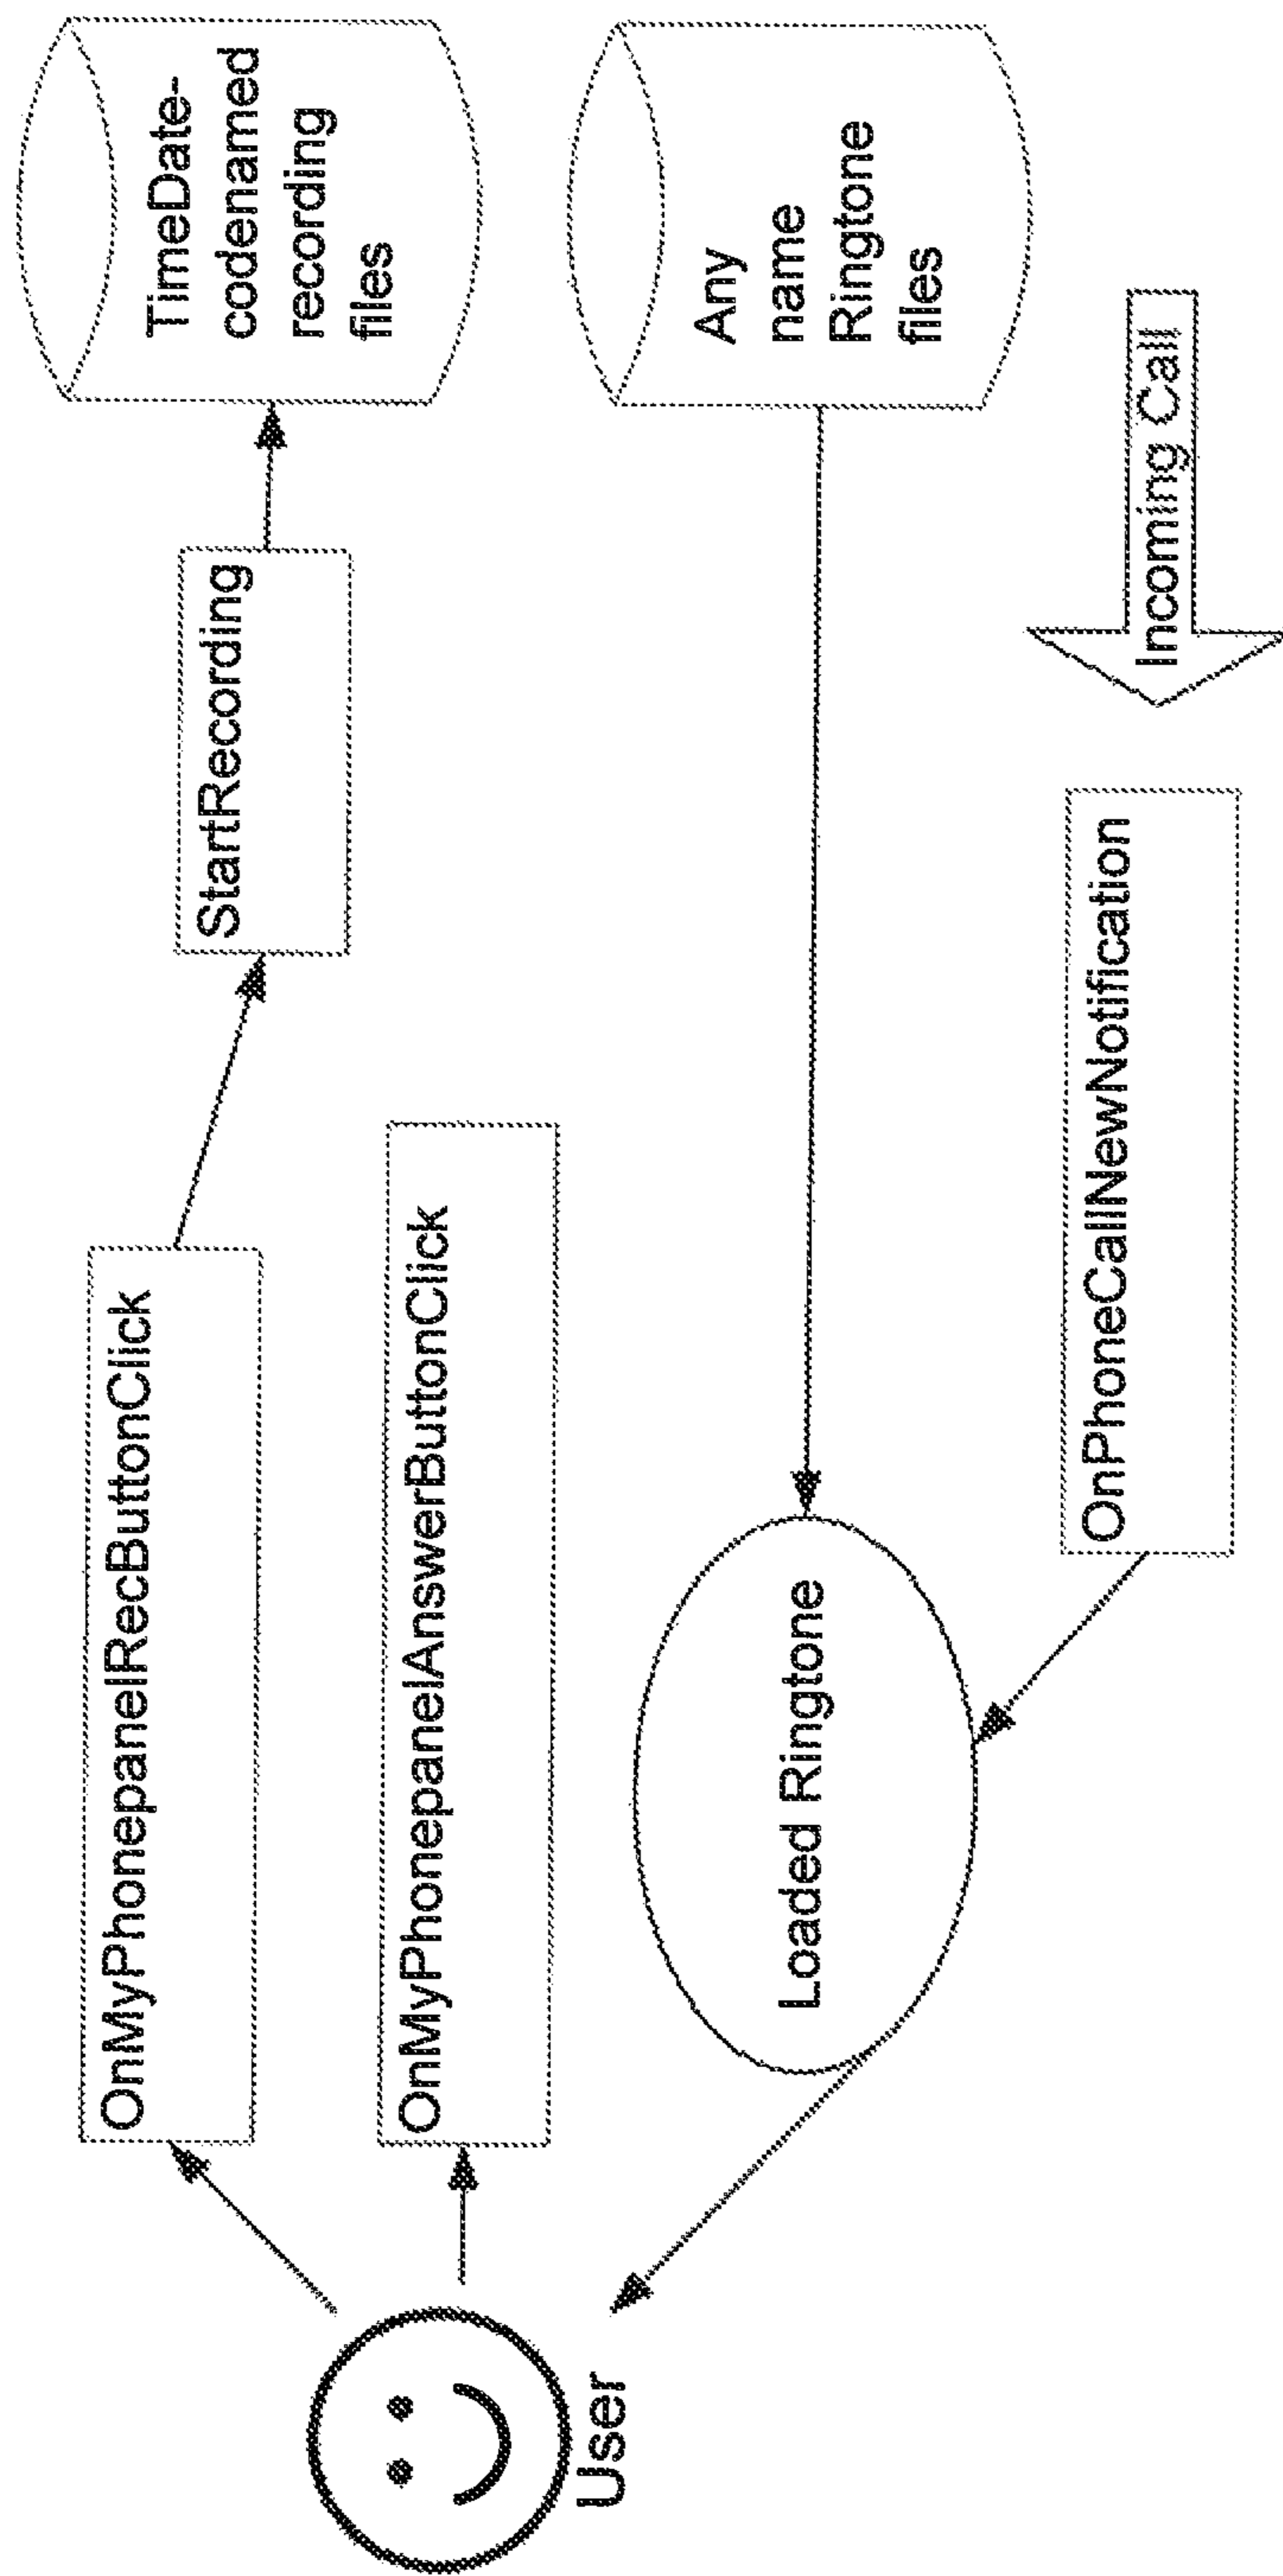 OnMyPhonepanelRecButtonClick
StartRecording
TimeDate-
codenamed
recording
files
OnMyPhonepanelAnswerButtonClick
User
Loaded Ringtone
Any
name
Ringtone
files
OnPhoneCallNewNotification
Incoming Call